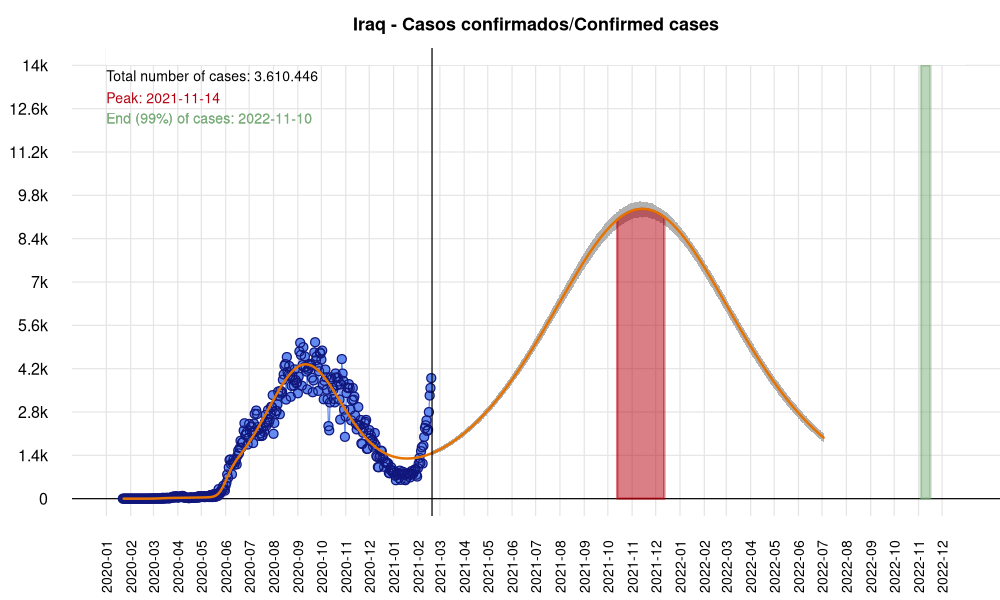 Iraq - Casos confirmados/Confirmed cases
Total number of cases: 3.610.446
Peak: 2021-11-14
End (99%) of cases: 2022-11-10
14k
12.6k
11.2k
9.8k
8.4k
7k
5.6k
4.2k
2.8k
1.4k
0
2020-01
2020-02
2020-03
2020-04
2020-05
2020-06
2020-07
2020-08
2020-09
2020-10
2020-11
2020-12
2021-01
2021-02
2021-03
2021-04
2021-05
2021-06
2021-07
2021-08
2021-09
2021-10
2021-11
2021-12
2022-01
2022-02
2022-03
2022-04
2022-05
2022-06
2022-07
2022-08
2022-09
2022-10
2022-11
2022-12